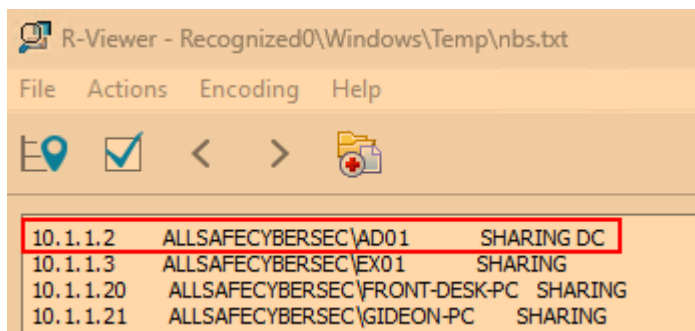 R-Viewer - Recognized0\Windows\Temp\nbs.txt
File Actions Encoding Help
10.1.1.2 ALLSAFECYBERSEC\AD01 SHARING DC
10.1.1.3 ALLSAFECYBERSEC\EX01 SHARING
10.1.1.20 ALLSAFECYBERSEC\FRONT-DESK-PC SHARING
10.1.1.21 ALLSAFECYBERSEC\GIDEON-PC SHARING